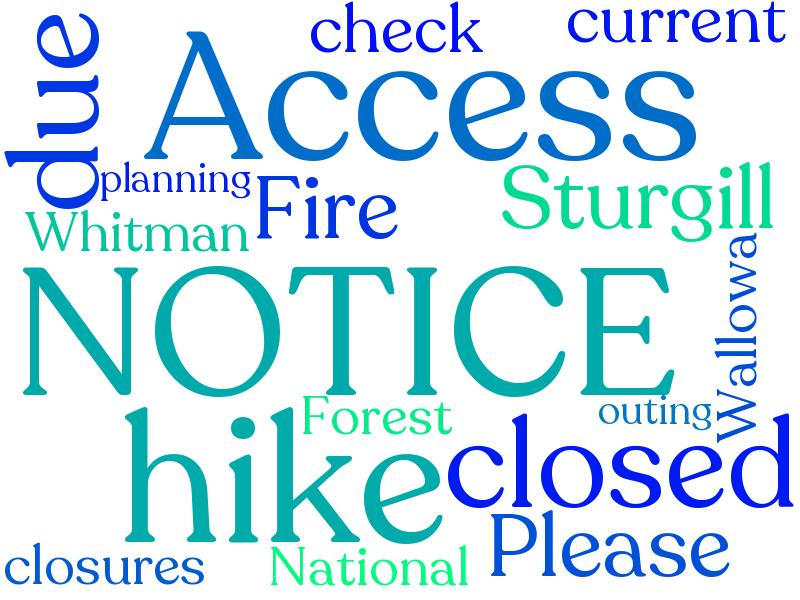 check
current
due
Access
planning
Fire
Sturgill
Whitman
NOTICE
Wallowa
Forest
outing
hike
closed
Please
closures
National